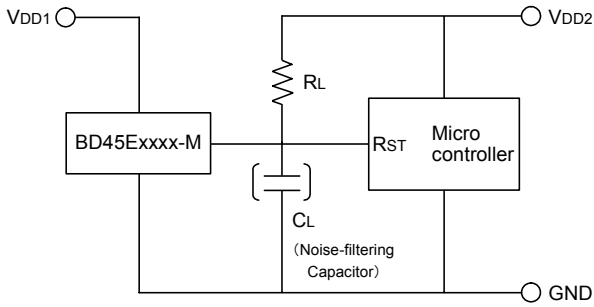 VDD1
VDD2
RL
BD45Exxxx-M
RST
Micro
controller
CL
（Noise-filtering
Capacitor）
GND